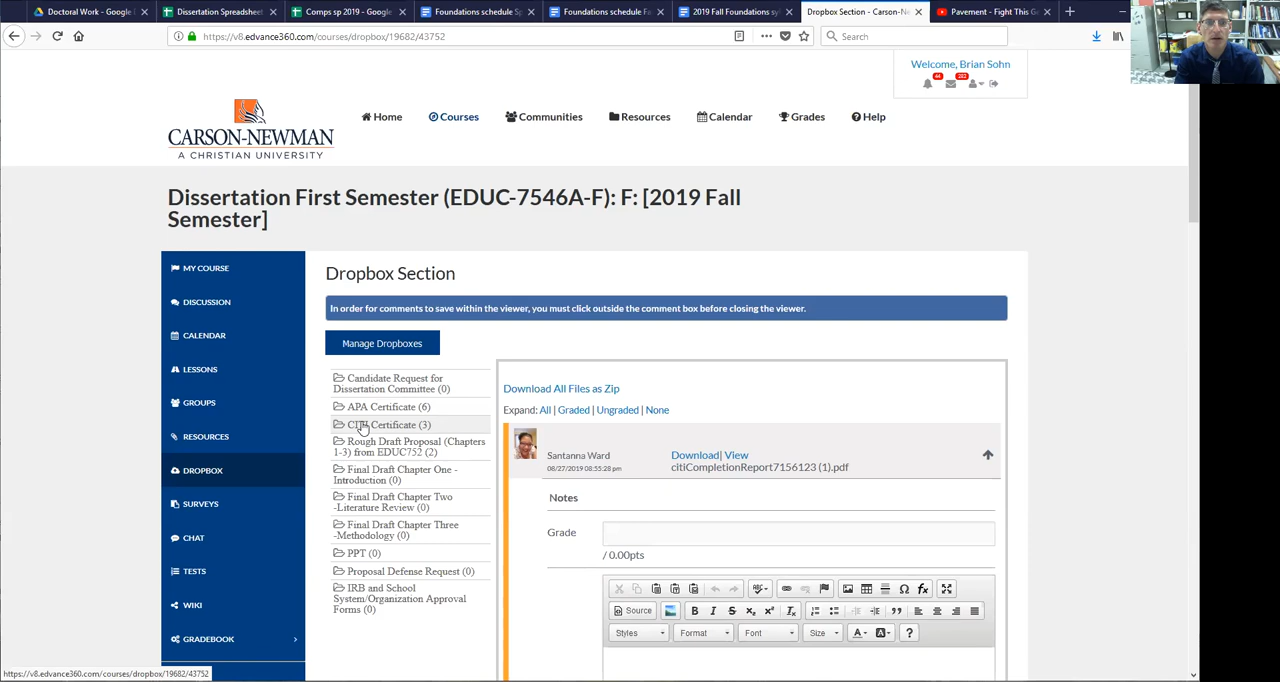 Doctoral Work - Google
Dissertation Spreadsheet
Comps sp 2019 - Google
Foundations schedule S
Foundations schedule Fa
2019 Fall Foundations sy
Dropbox Section - Carson-Ne
Pavement - Fight This Ge
https://v8.edvance360.com/courses/dropbox/19682/43752
Search
Welcome, Brian Sohn
44
283
CARSON-NEWMAN
A CHRISTIAN UNIVERSITY
Home
Courses
Communities
Resources
Calendar
Grades
Help
Dissertation First Semester (EDUC-7546A-F): F: [2019 Fall
Semester]
MY COURSE
DISCUSSION
CALENDAR
LESSONS
GROUPS
RESOURCES
DROPBOX
SURVEYS
CHAT
TESTS
WIKI
GRADEBOOK
Dropbox Section
In order for comments to save within the viewer, you must click outside the comment box before closing the viewer.
Manage Dropboxes
Candidate Request for
Dissertation Committee (0)
APA Certificate (6)
CITI Certificate (3)
Rough Draft Proposal (Chapters
1-3) from EDUC752 (2)
Final Draft Chapter One -
Introduction (0)
Final Draft Chapter Two
-Literature Review (0)
Final Draft Chapter Three
-Methodology (0)
PPT (0)
Proposal Defense Request (0)
IRB and School
System/Organization Approval
Forms (0)
Download All Files as Zip
Expand: All | Graded | Ungraded | None
Santanna Ward
08/27/2019 08:55:28 pm
Download| View
citiCompletionReport7156123 (1).pdf
Notes
Grade
/ 0.00pts
Source
Styles
Format
Font
Size
https://v8.edvance360.com/courses/dropbox/19682/43752